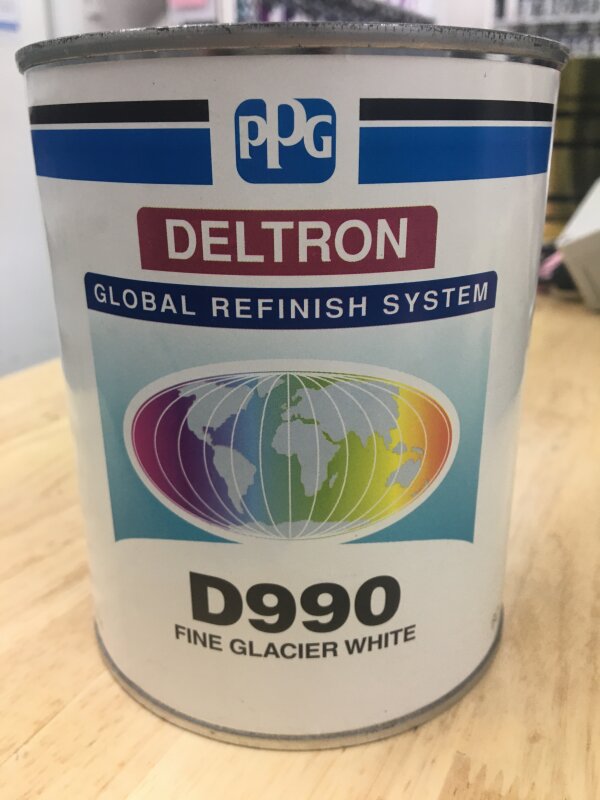 PPG
DELTRON
GLOBAL REFINISH SYSTEM
D990
FINE GLACIER WHITE